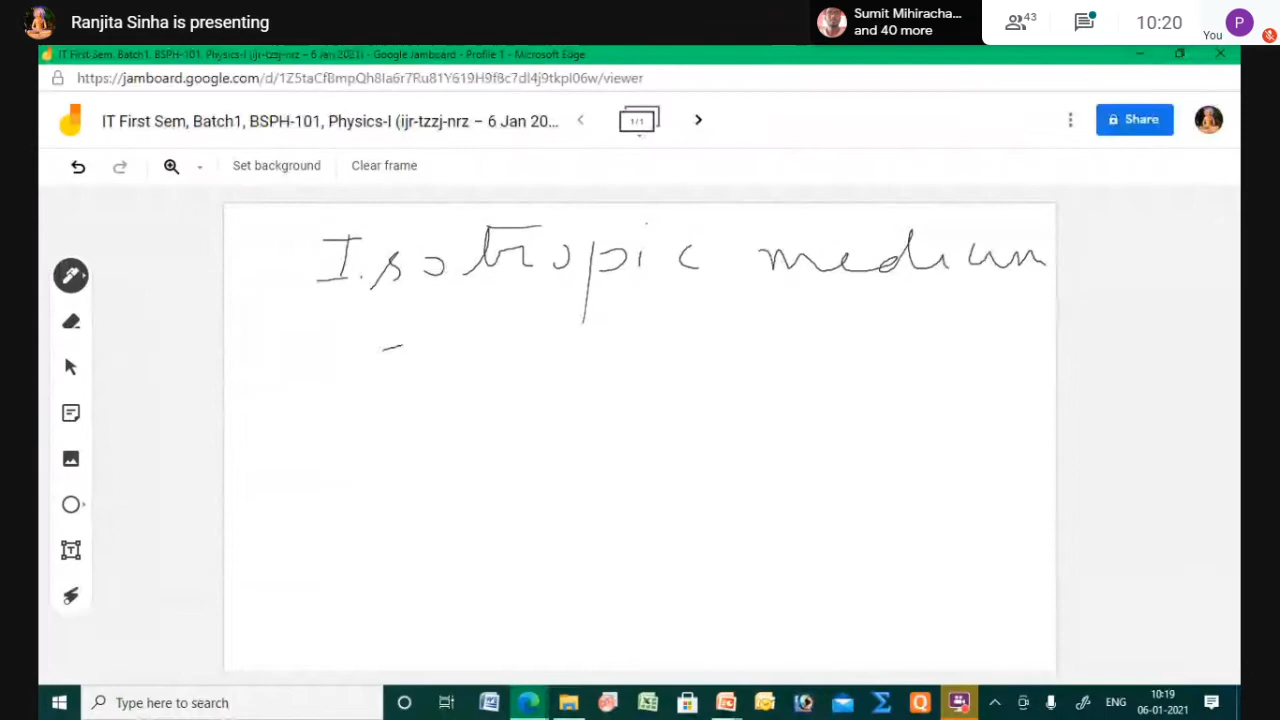 Ranjita Sinha is presenting
Sumit Mihiracha...
and 40 more
43
10:20
You
P
IT First Sem, Batch1, BSPH-101, Physics-I (ijr-tzzj-nrz – 6 Jan 2021) - Google Jamboard - Profile 1 - Microsoft Edge
https://jamboard.google.com/d/1Z5taCfBmpQh8Ia6r7Ru81Y619H9f8c7dl4j9tkpI06w/viewer
IT First Sem, Batch1, BSPH-101, Physics-I (ijr-tzzj-nrz – 6 Jan 20...
1/1
Share
Set background
Clear frame
Isotropic medium
Type here to search
ENG
10:19
06-01-2021